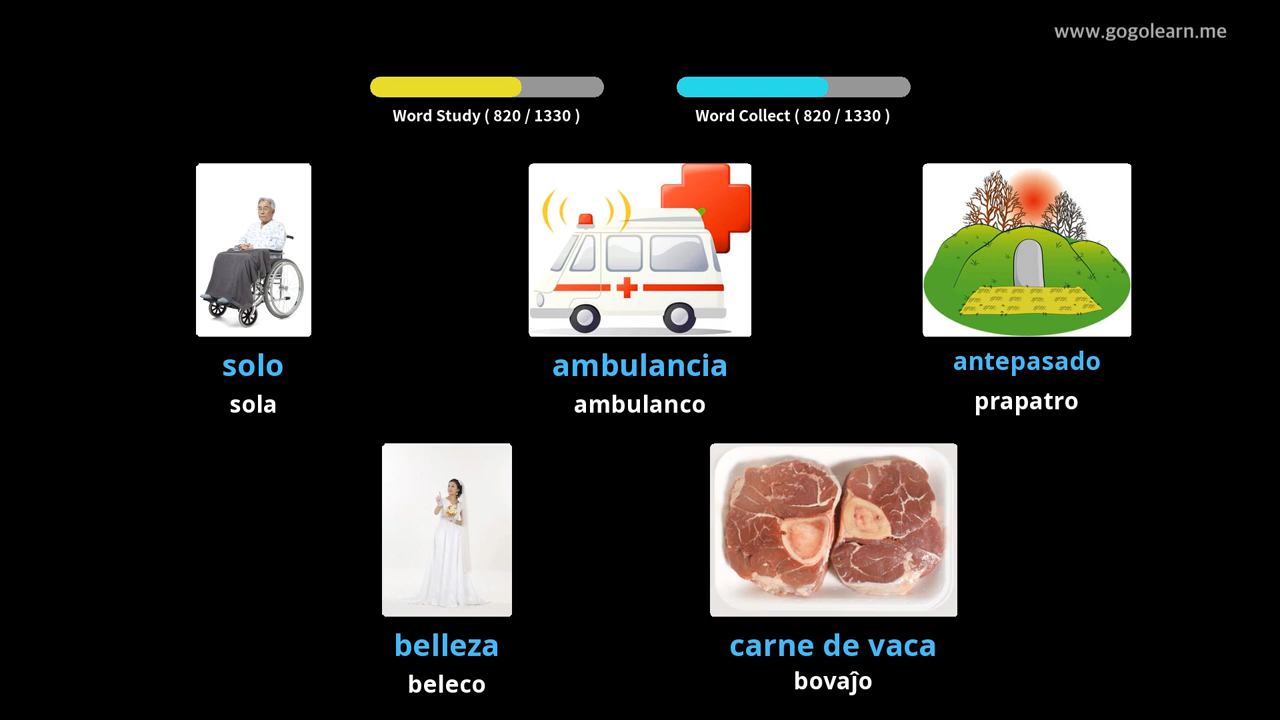 www.gogolearn.me
Word Study ( 820 / 1330 )
Word Collect ( 820 / 1330 )
solo
sola
ambulancia
ambulanco
antepasado
prapatro
belleza
beleco
carne de vaca
bovaĵo